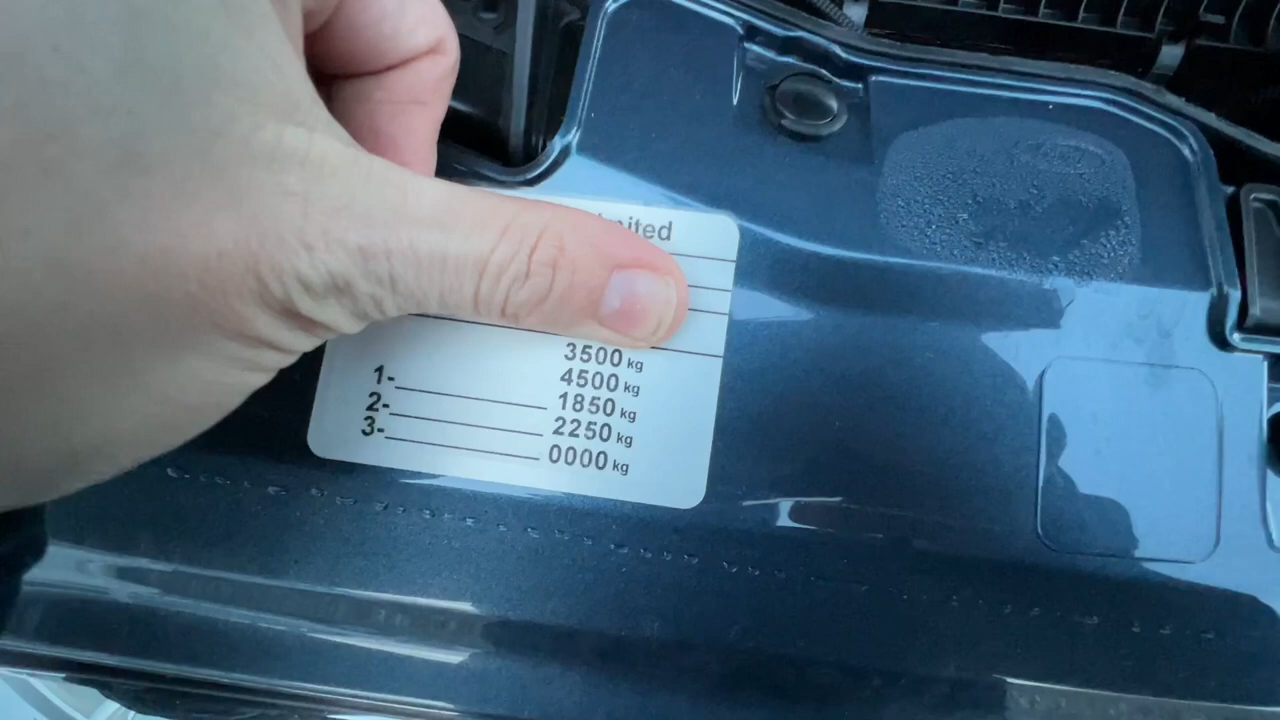 3500 kg
1- 4500 kg
2- 1850 kg
3- 2250 kg
0000 kg